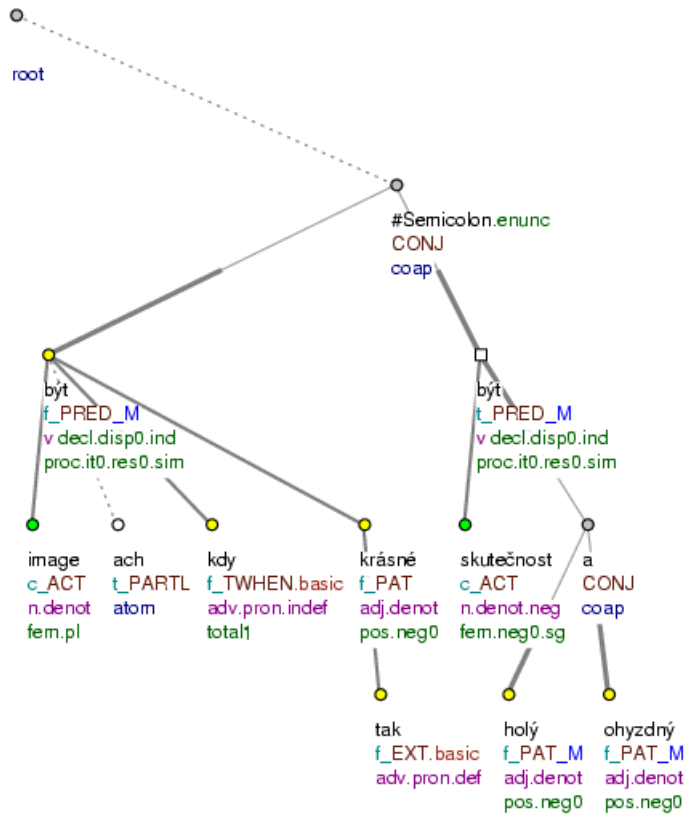 root
#Semicolon.enunc
CONJ
coap
být
f_PRED_M
v decl.disp0.ind
proc.it0.res0.sim
být
t_PRED_M
v decl.disp0.ind
proc.it0.res0.sim
image
c_ACT
n.denot
fem.pl
ach
t_PARTL
atom
kdy
f_TWHEN.basic
adv.pron.indef
total1
krásné
f_PAT
adj.denot
pos.neg0
skutečnost
c_ACT
n.denot.neg
fem.neg0.sg
a
CONJ
coap
tak
f_EXT.basic
adv.pron.def
holý
f_PAT_M
adj.denot
pos.neg0
ohyzdný
f_PAT_M
adj.denot
pos.neg0